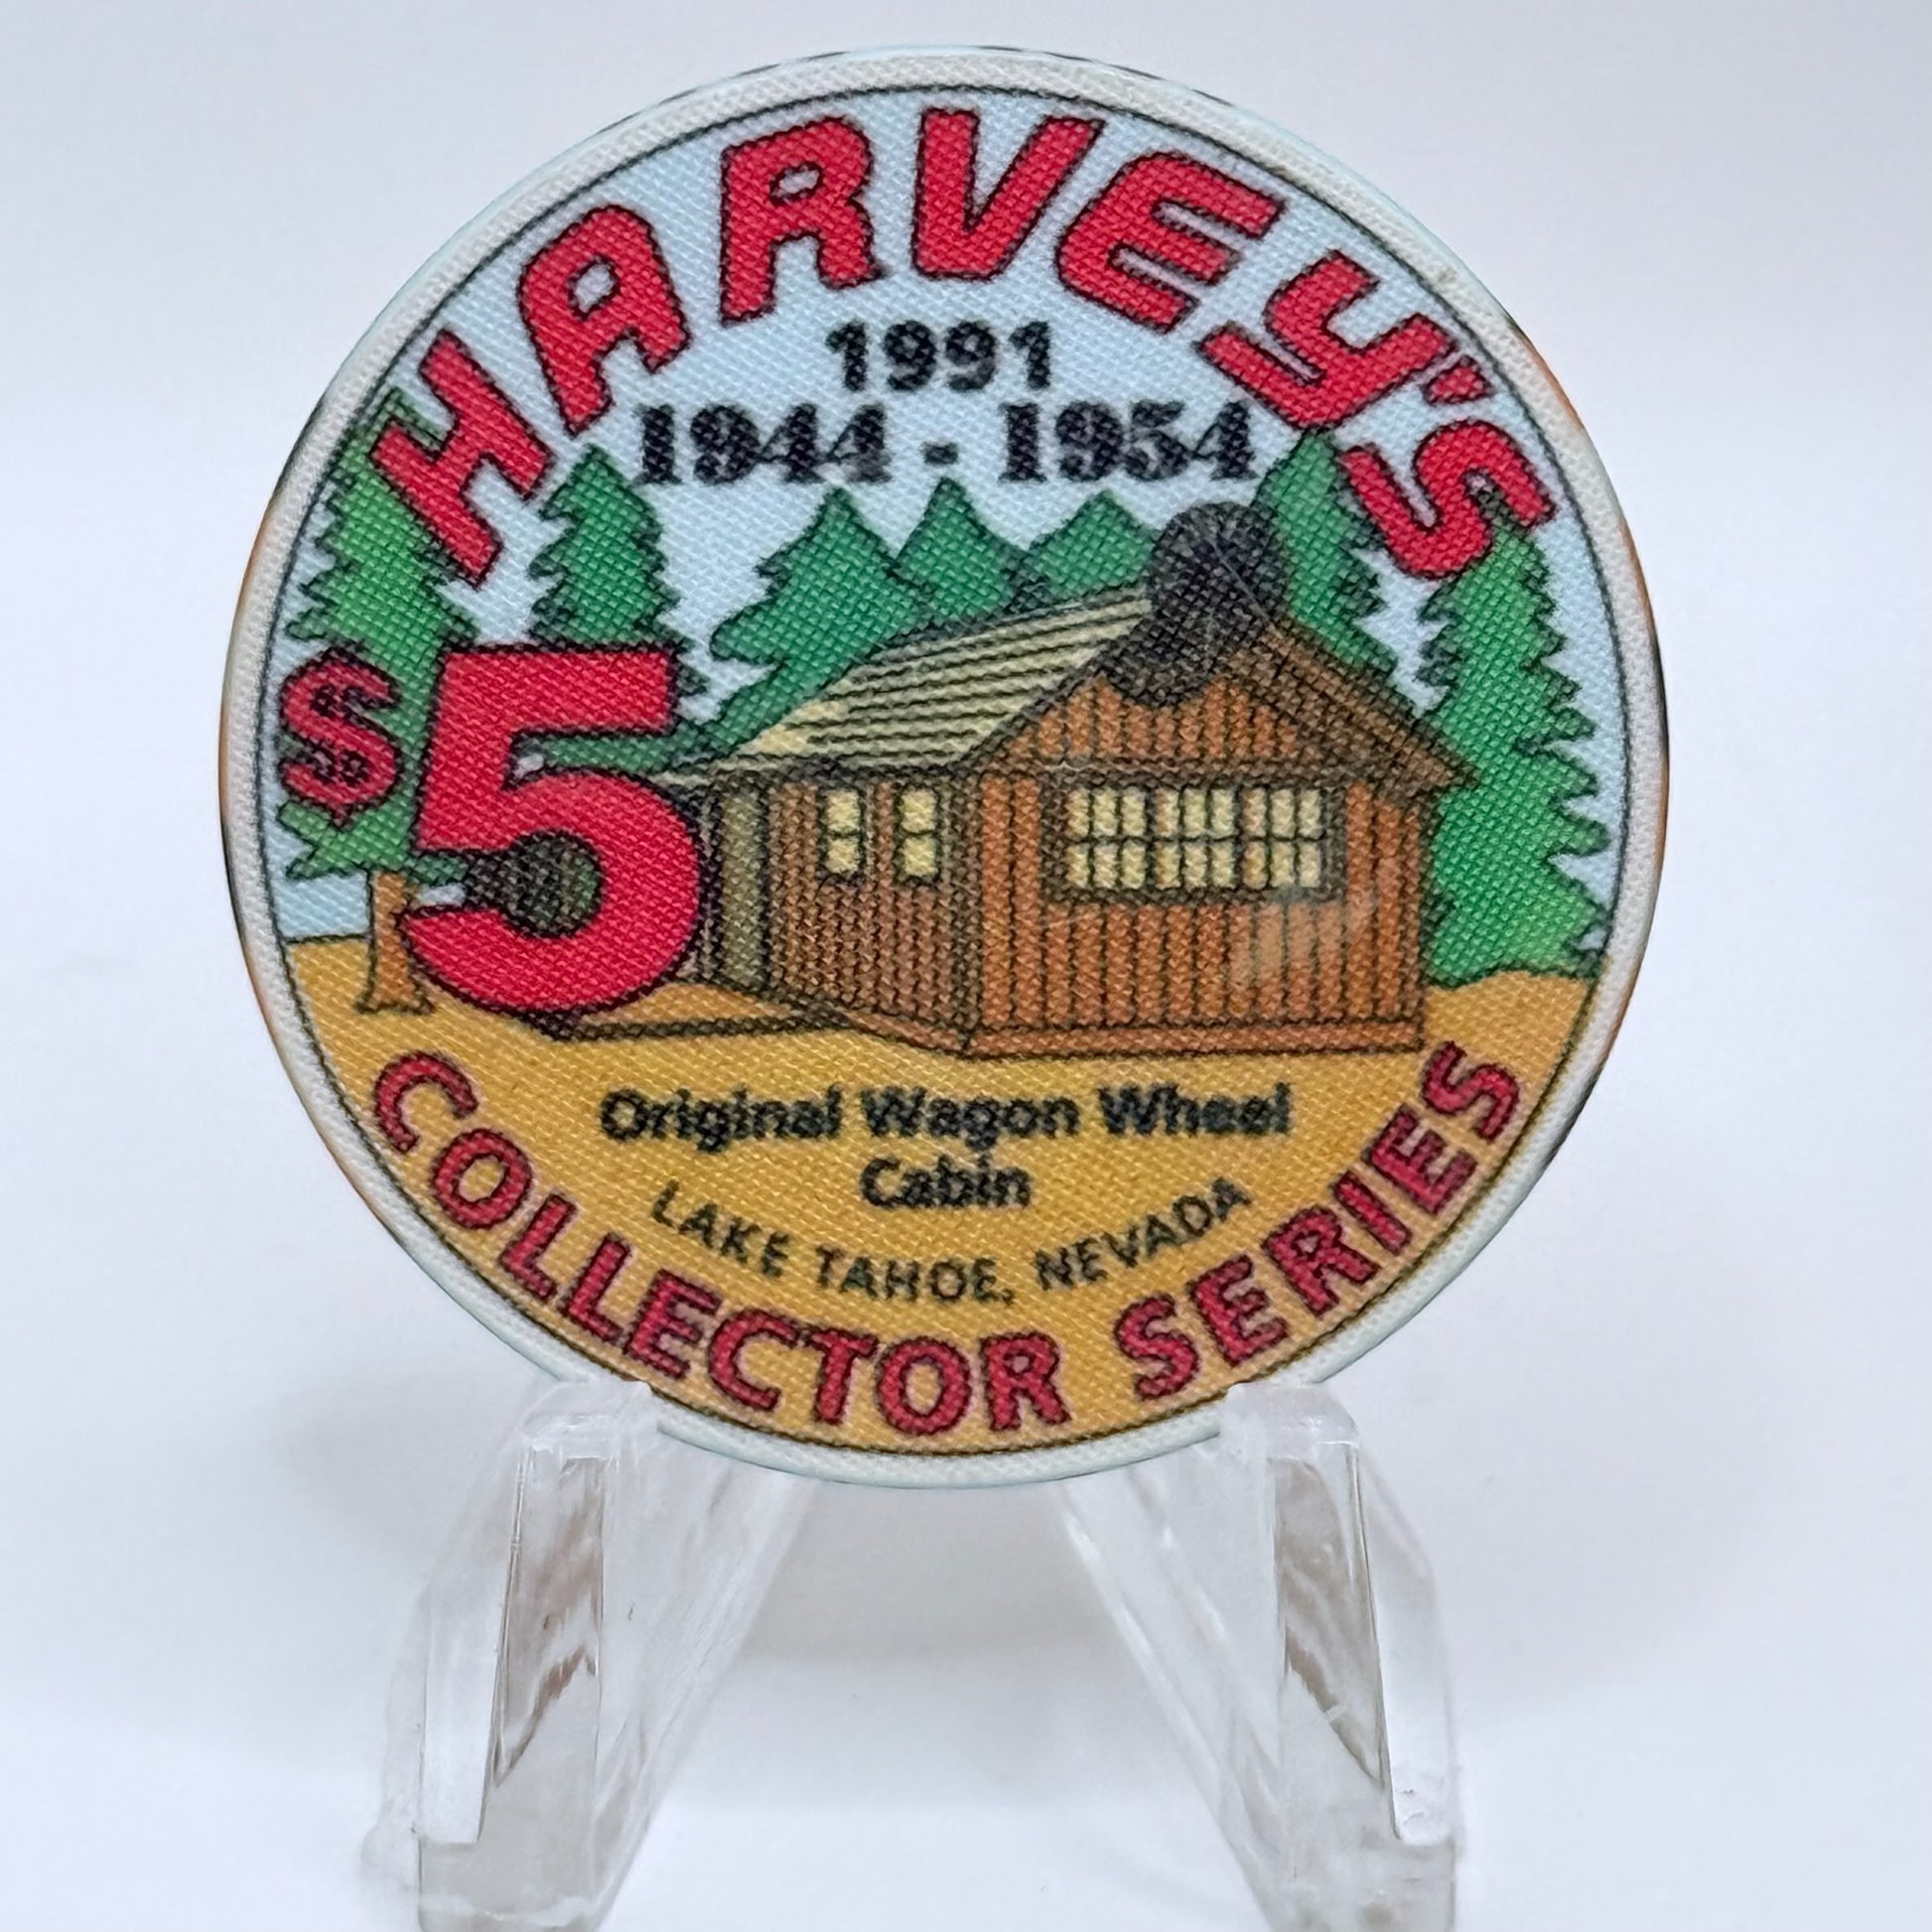 HARVEY'S
1991
1944 - 1954
$5
Original Wagon Wheel
Cabin
LAKE TAHOE, NEVADA
COLLECTOR SERIES